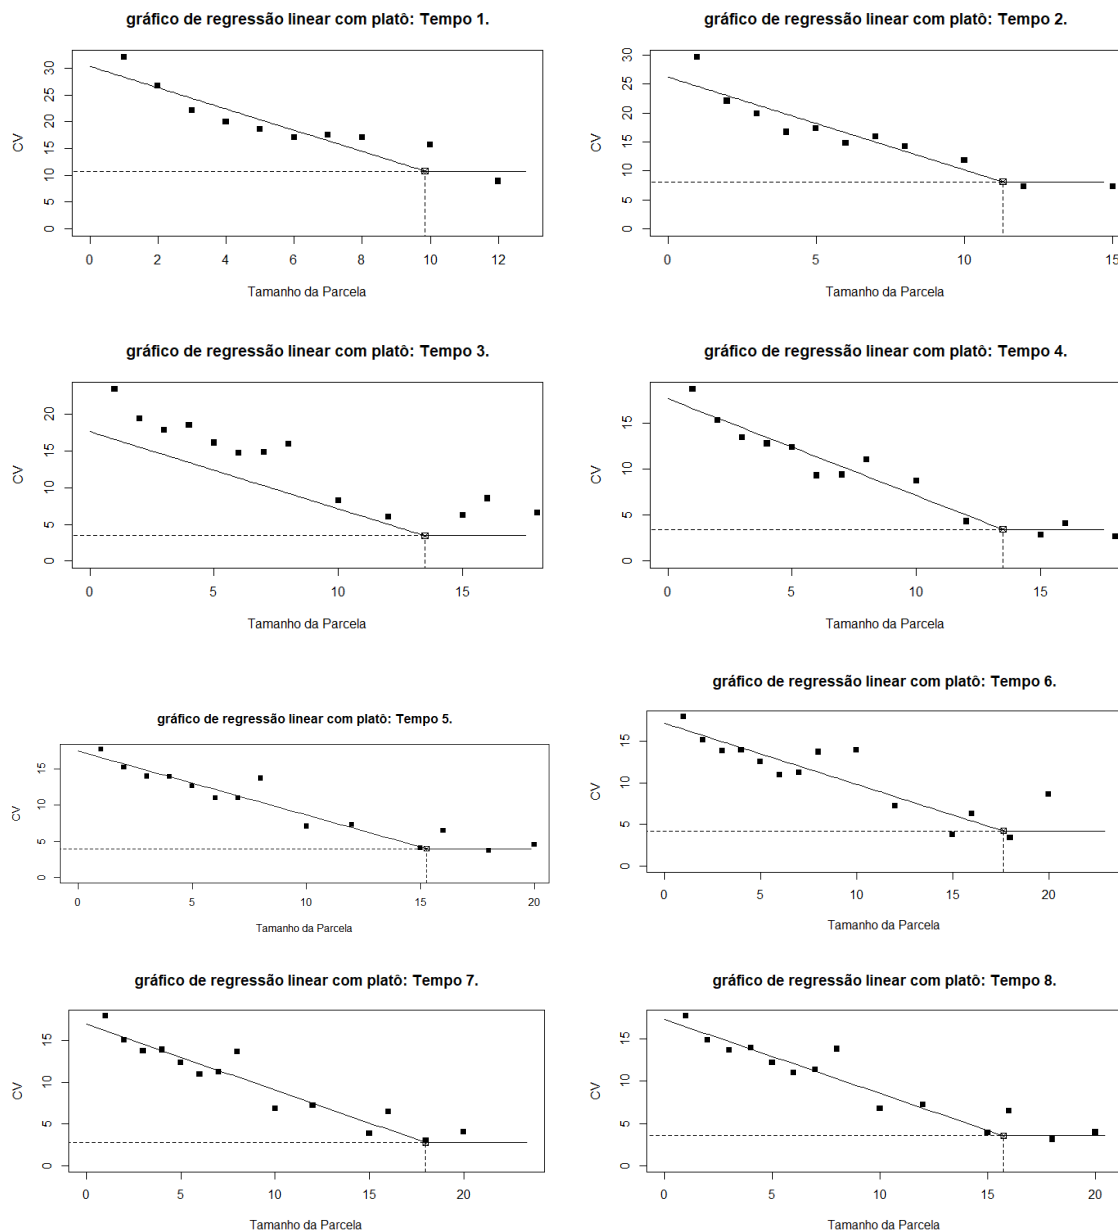 gráfico de regressão linear com platô: Tempo 1.
CV
0 5 10 15 20 25 30
0 2 4 6 8 10 12
Tamanho da Parcela
gráfico de regressão linear com platô: Tempo 2.
CV
0 5 10 15 20 25 30
0 5 10 15
Tamanho da Parcela
gráfico de regressão linear com platô: Tempo 3.
CV
0 5 10 15 20
0 5 10 15
Tamanho da Parcela
gráfico de regressão linear com platô: Tempo 4.
CV
0 5 10 15
0 5 10 15
Tamanho da Parcela
gráfico de regressão linear com platô: Tempo 5.
CV
0 5 10 15
0 5 10 15 20
Tamanho da Parcela
gráfico de regressão linear com platô: Tempo 6.
CV
0 5 10 15
0 5 10 15 20
Tamanho da Parcela
gráfico de regressão linear com platô: Tempo 7.
CV
0 5 10 15
0 5 10 15 20
Tamanho da Parcela
gráfico de regressão linear com platô: Tempo 8.
CV
0 5 10 15
0 5 10 15 20
Tamanho da Parcela